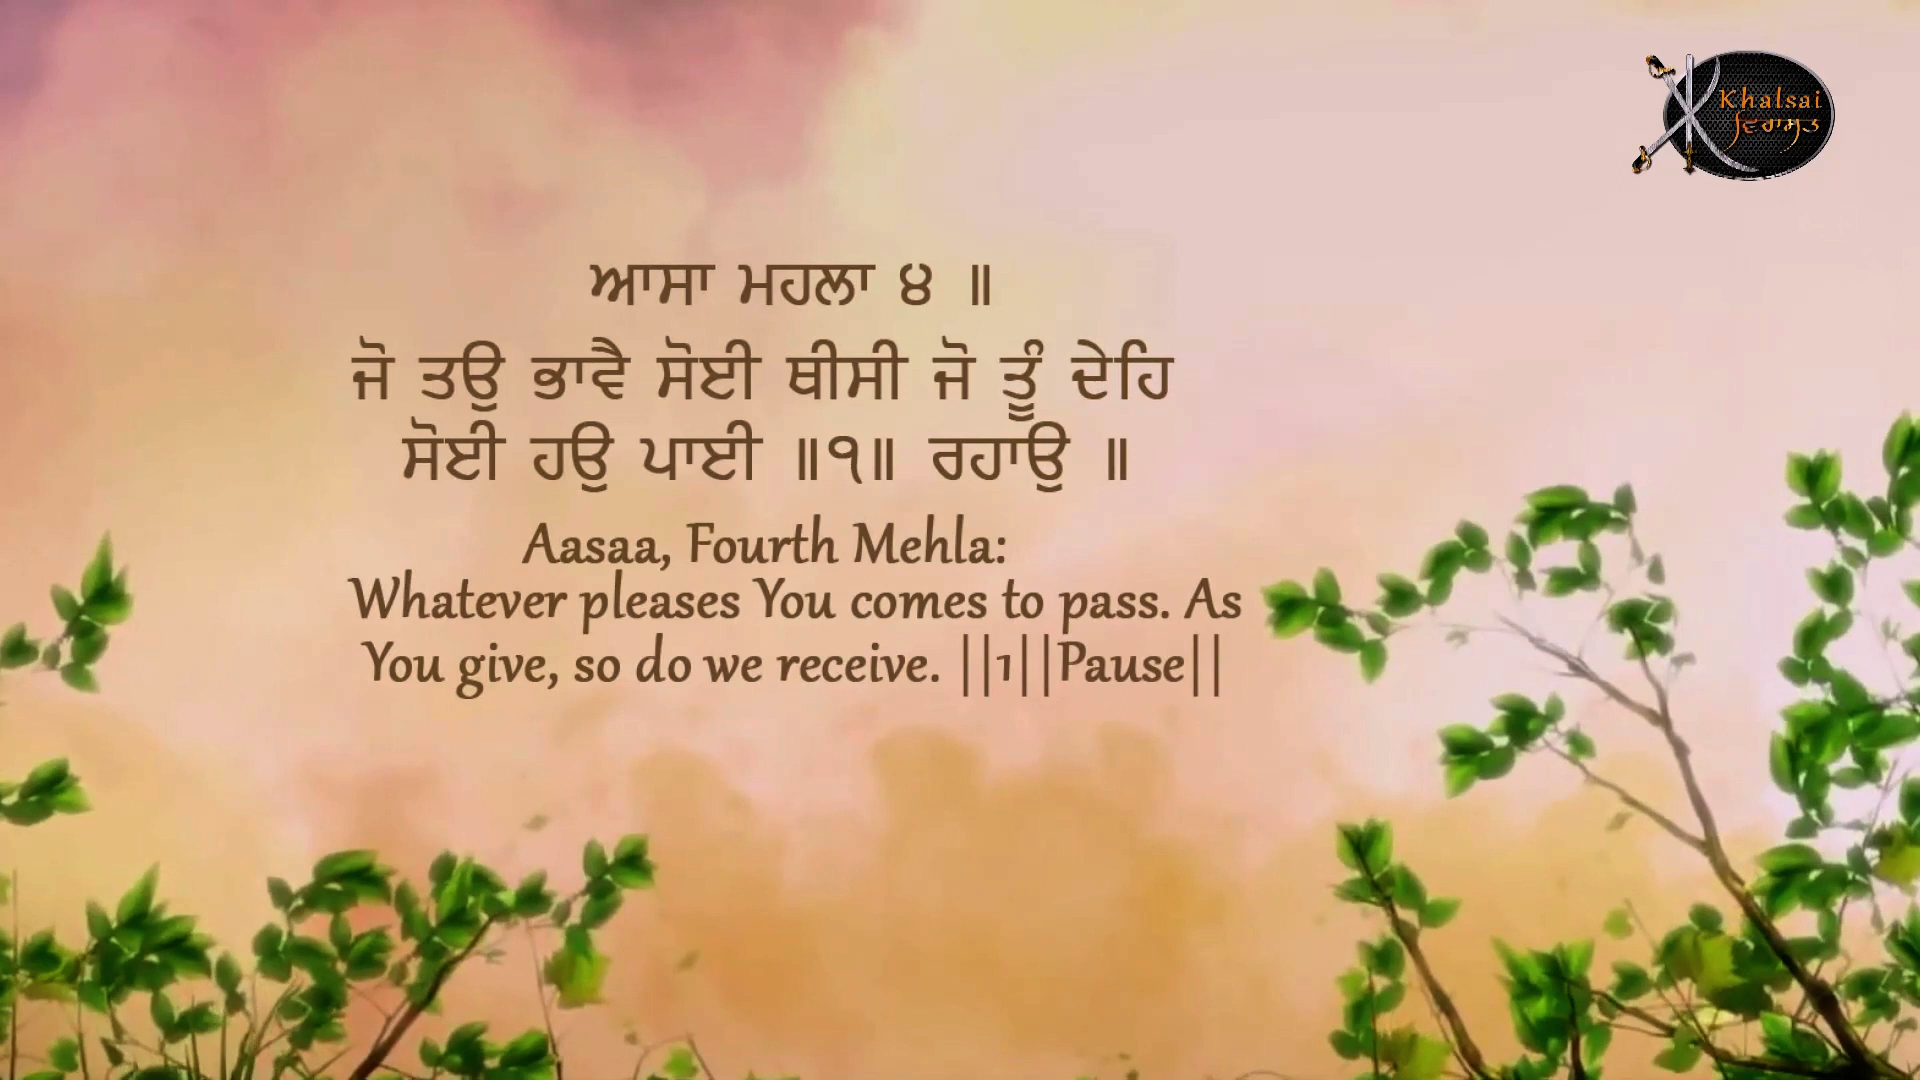 Khalsai
ਵਿਰਾਸਤ
ਆਸਾ ਮਹਲਾ ੪ ॥
ਜੋ ਤਉ ਭਾਵੈ ਸੋਈ ਥੀਸੀ ਜੋ ਤੂੰ ਦੇਹਿ
ਸੋਈ ਹਉ ਪਾਈ ॥੧॥ ਰਹਾਉ ॥
Aasaa, Fourth Mehla:
Whatever pleases You comes to pass. As
You give, so do we receive. ||1||Pause||